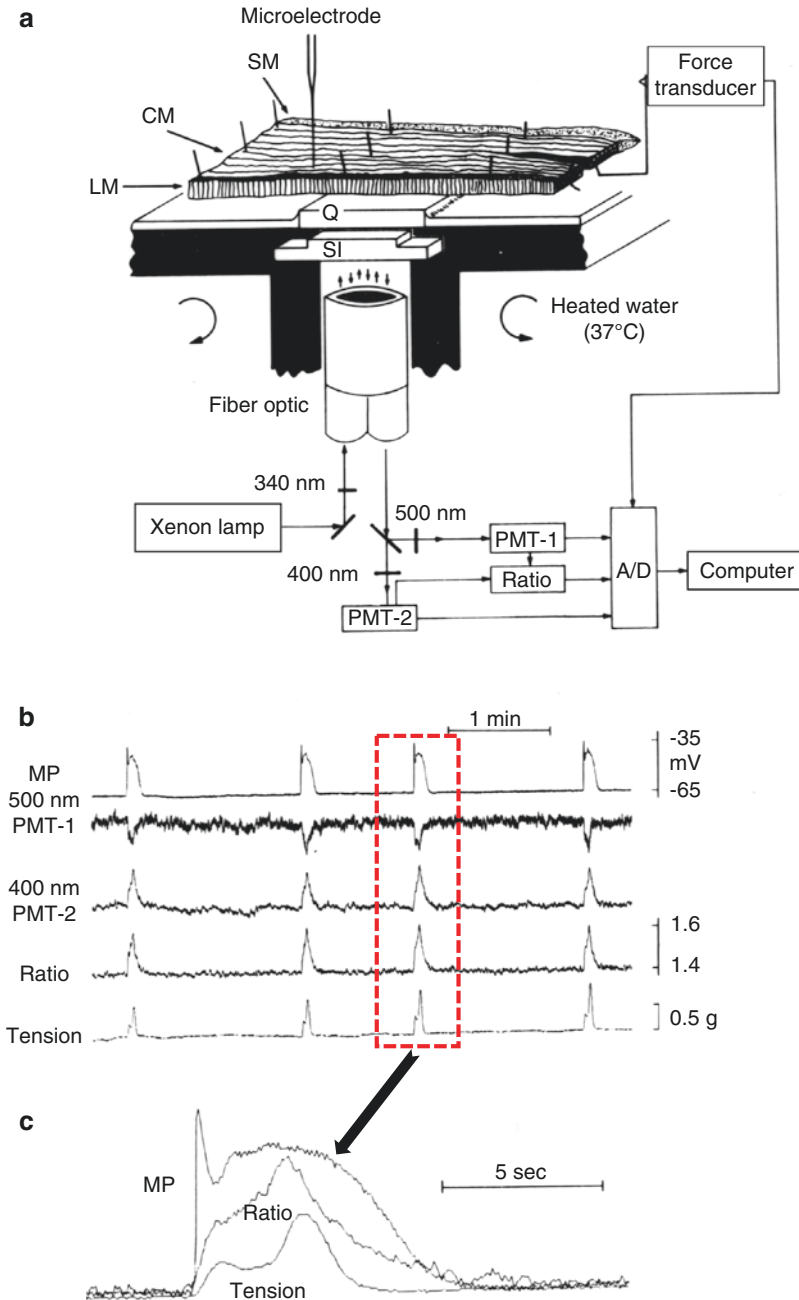 a
Microelectrode
SM
Force
transducer
CM
LM
Q
SI
Heated water
(37°C)
Fiber optic
340 nm
500 nm
Xenon lamp
PMT-1
400 nm
Ratio
A/D
Computer
PMT-2
b
1 min
-35
MP
mV
500 nm
-65
PMT-1
400 nm
PMT-2
1.6
Ratio
1.4
Tension
0.5 g
c
MP
5 sec
Ratio
Tension